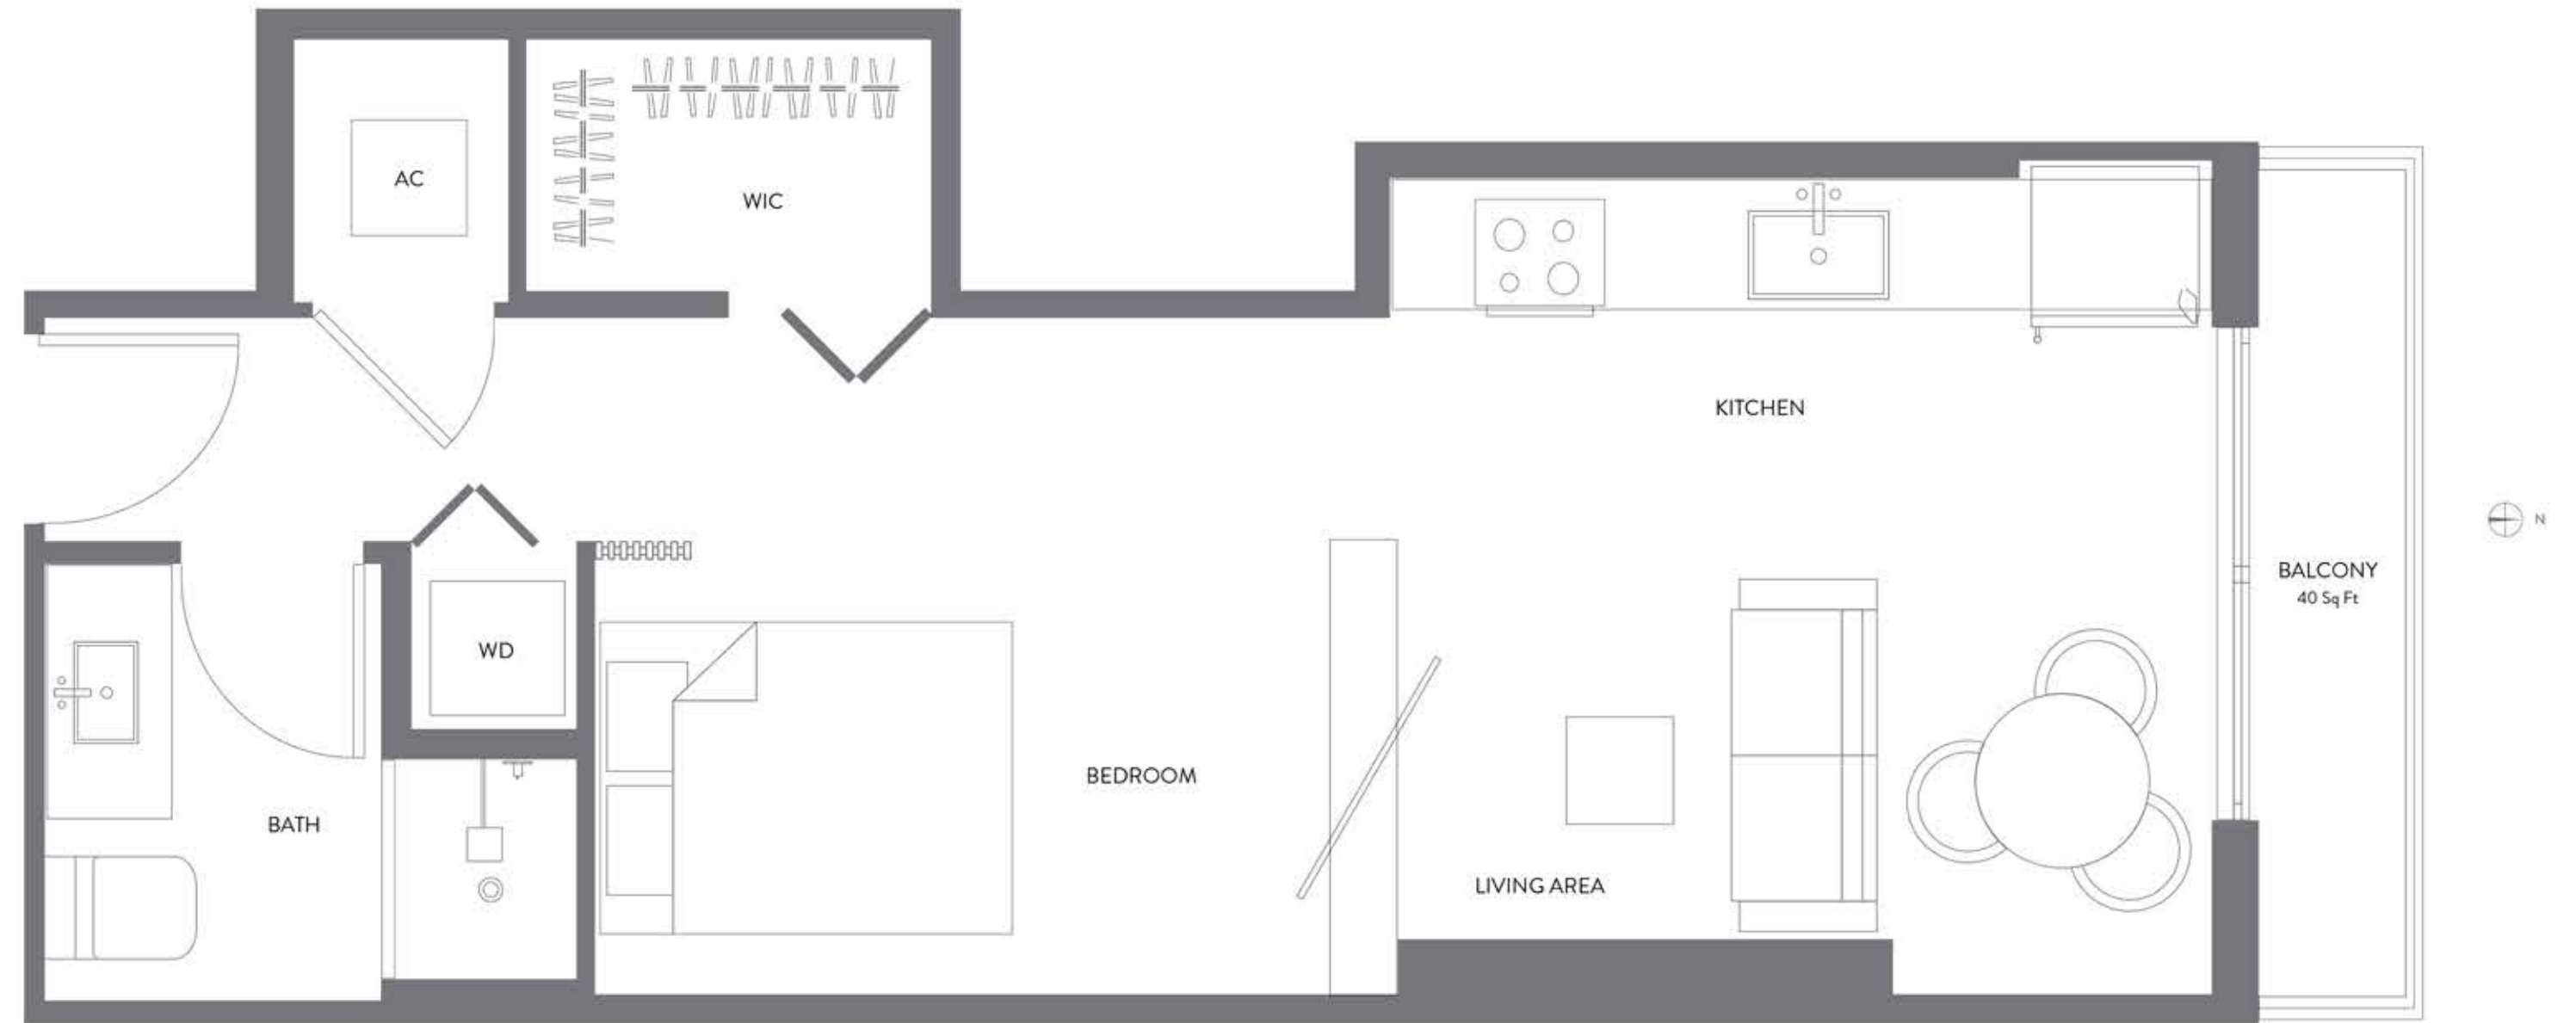 AC
WIC
KITCHEN
N
BALCONY
40 Sq Ft
WD
BEDROOM
BATH
LIVING AREA